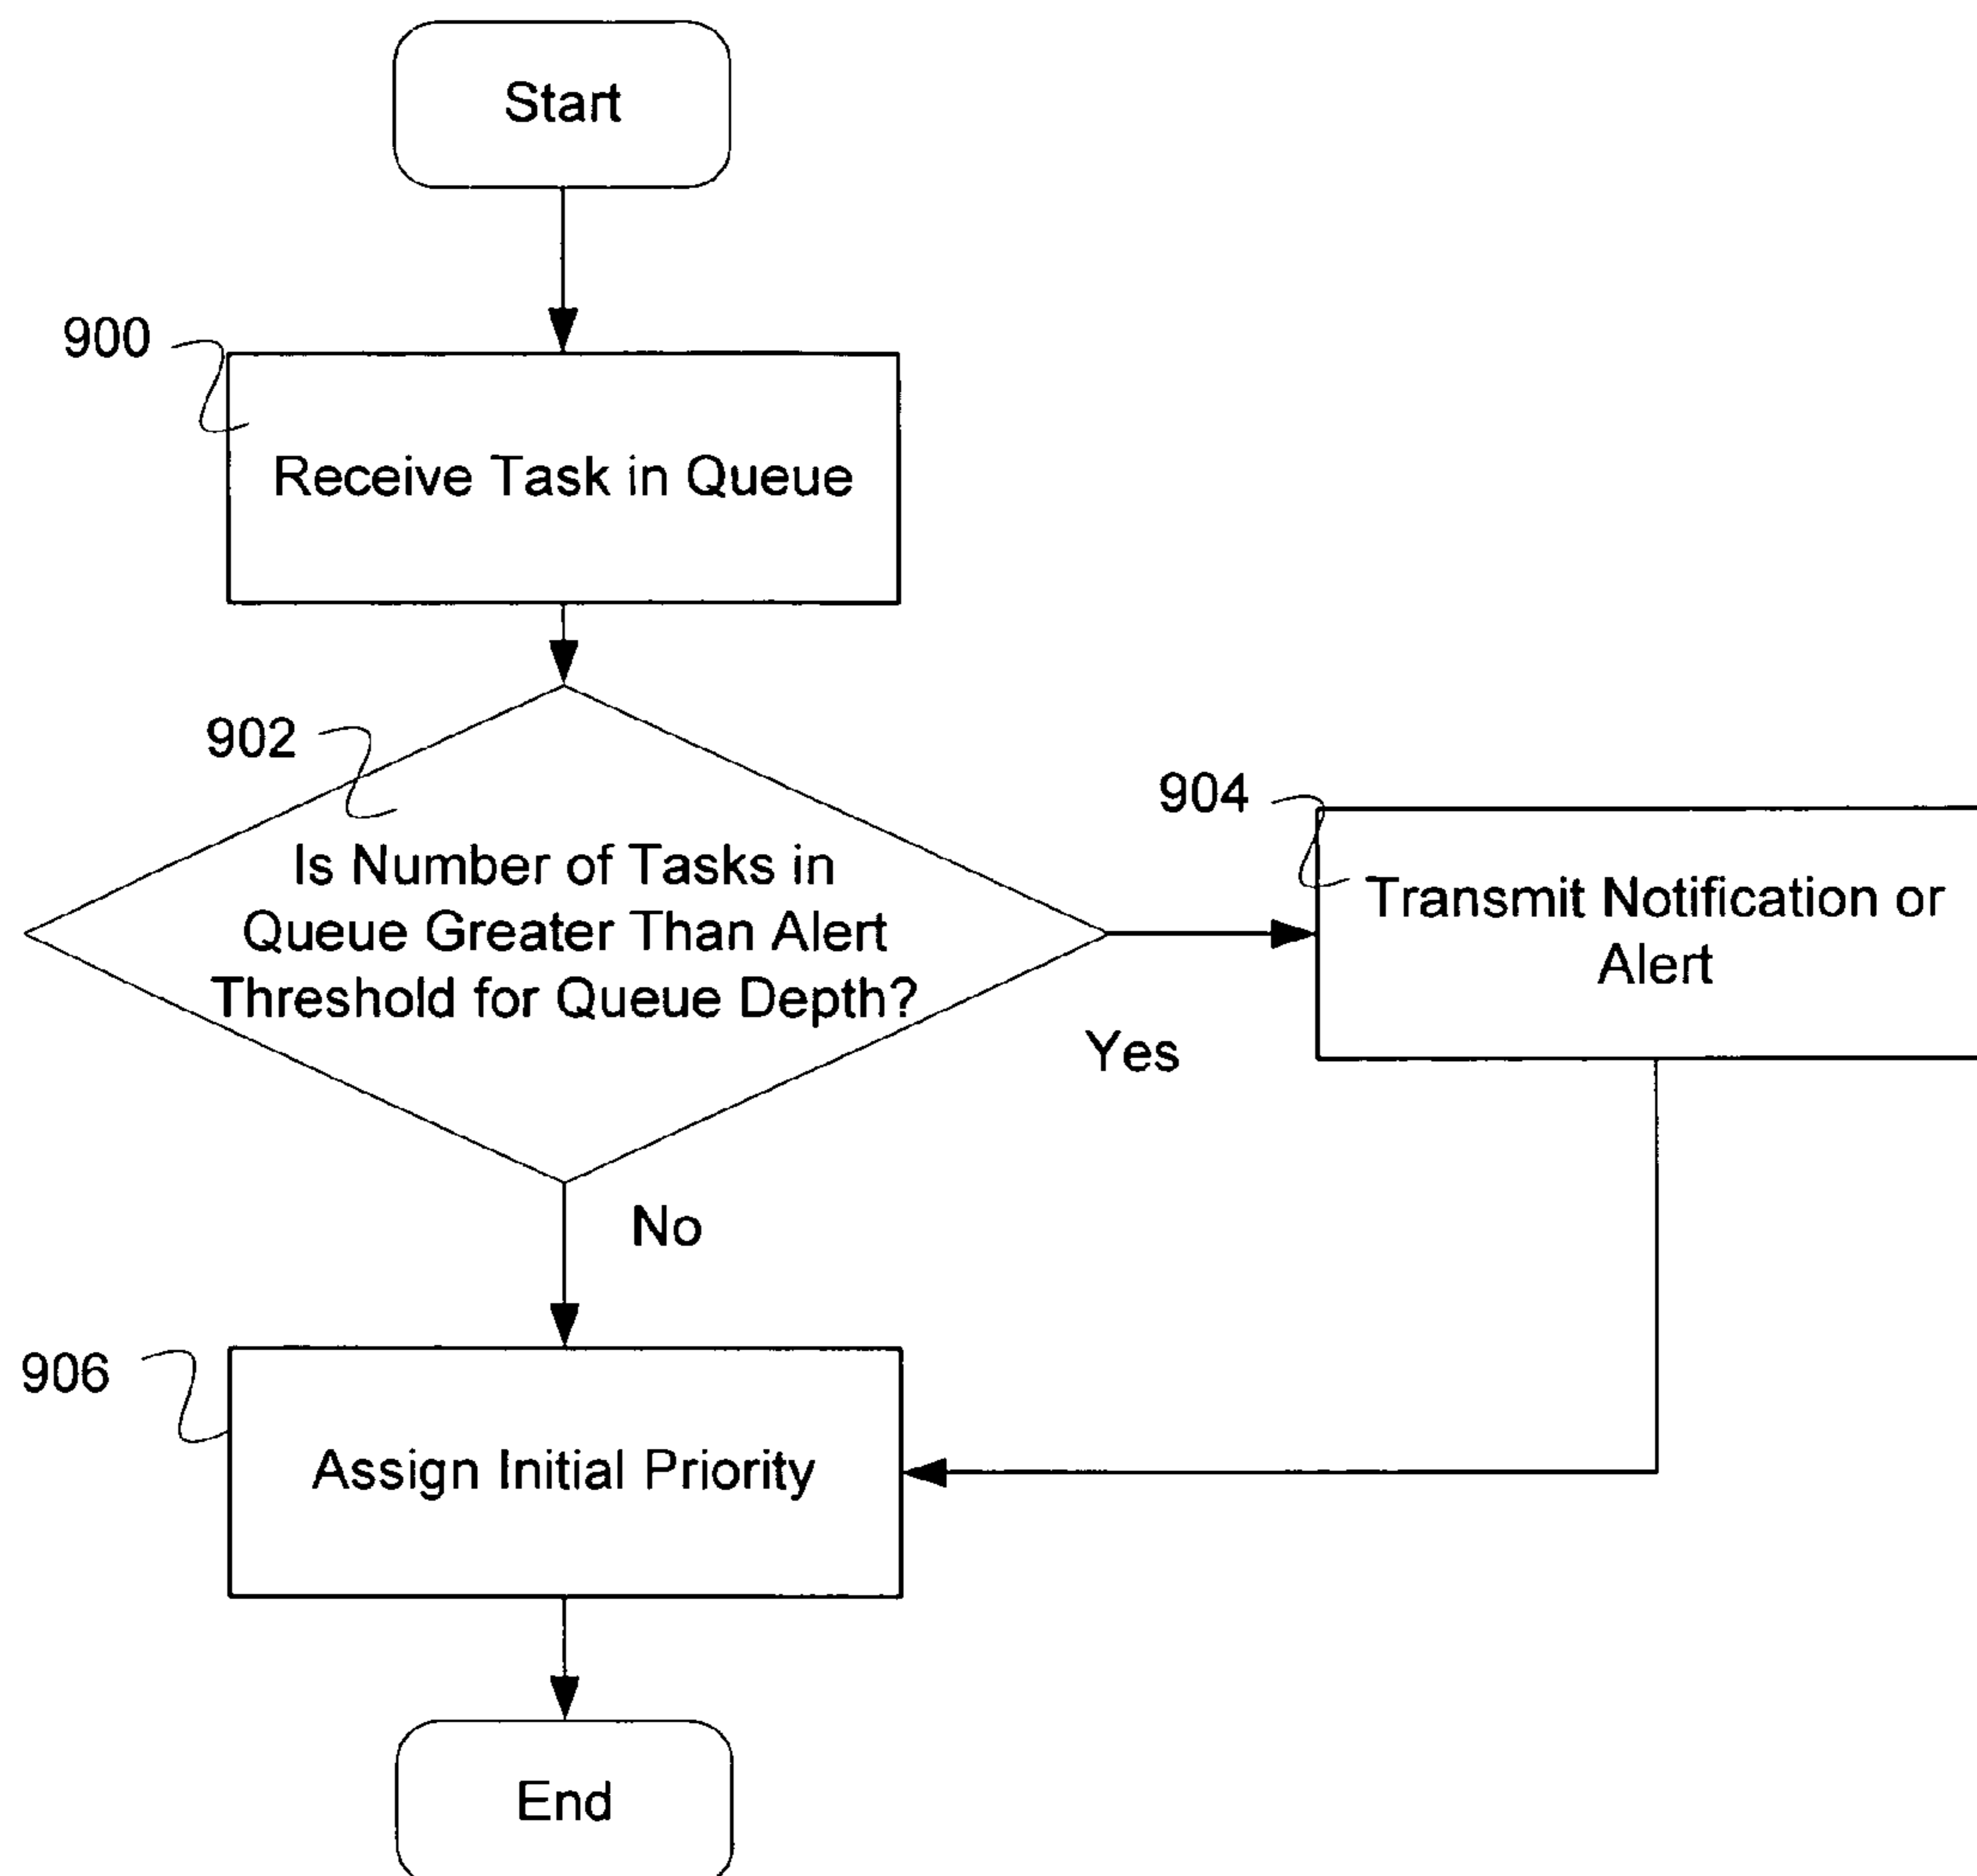 Start
900
Receive Task in Queue
902
Is Number of Tasks in
Queue Greater Than Alert
Threshold for Queue Depth?
904
Transmit Notification or
Alert
Yes
No
906
Assign Initial Priority
End